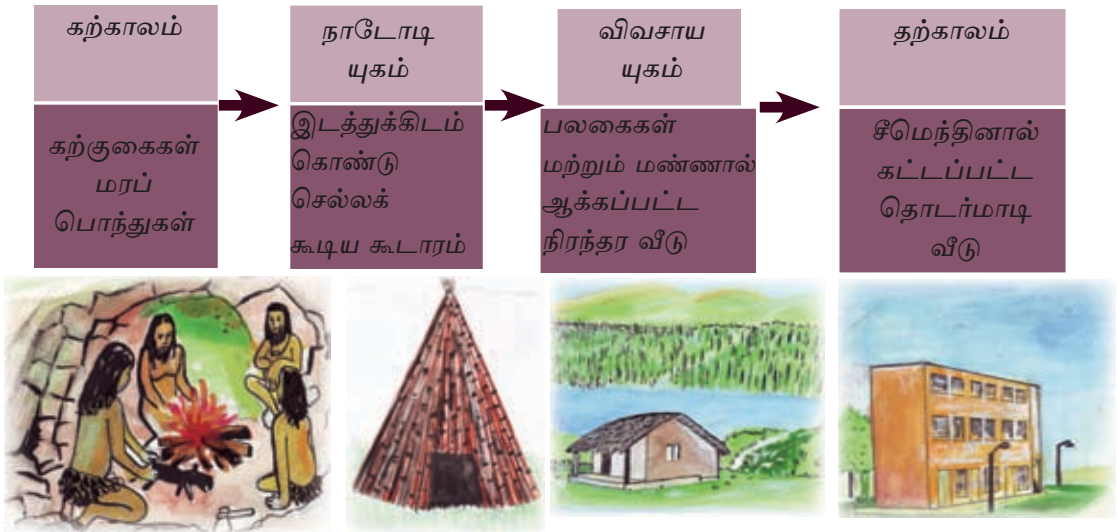 கற்காலம்
கற்குகைகள்
மரப்
பொந்துகள்
நாடோடி
யுகம்
இடத்துக்கிடம்
கொண்டு
செல்லக்
கூடிய கூடாரம்
விவசாய
யுகம்
பலகைகள்
மற்றும் மண்ணால்
ஆக்கப்பட்ட
நிரந்தர வீடு
தற்காலம்
சீமெந்தினால்
கட்டப்பட்ட
தொடர்மாடி
வீடு